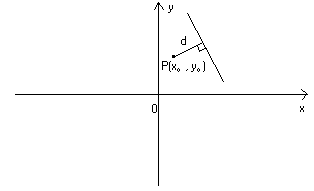 y
d
P(x₀ , y₀)
0
x